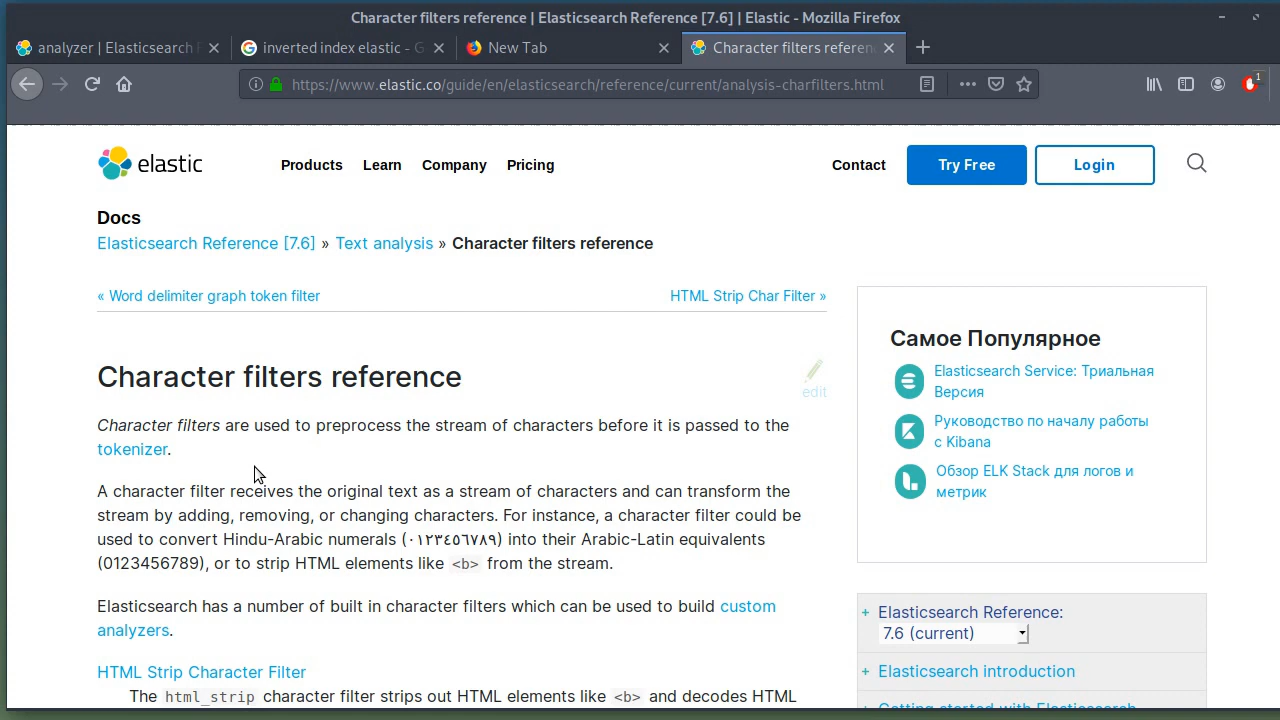 Character filters reference | Elasticsearch Reference [7.6] | Elastic - Mozilla Firefox
analyzer | Elasticsearch
inverted index elastic - G
New Tab
Character filters referen
https://www.elastic.co/guide/en/elasticsearch/reference/current/analysis-charfilters.html
1
elastic
Products
Learn
Company
Pricing
Contact
Try Free
Login
Docs
Elasticsearch Reference [7.6] » Text analysis » Character filters reference
« Word delimiter graph token filter
HTML Strip Char Filter »
Character filters reference
edit
Character filters are used to preprocess the stream of characters before it is passed to the
tokenizer.
A character filter receives the original text as a stream of characters and can transform the
stream by adding, removing, or changing characters. For instance, a character filter could be
used to convert Hindu-Arabic numerals (٠‎١٢٣٤٥٦٧٨٩) into their Arabic-Latin equivalents
(0123456789), or to strip HTML elements like <b> from the stream.
Elasticsearch has a number of built in character filters which can be used to build custom
analyzers.
HTML Strip Character Filter
The html_strip character filter strips out HTML elements like <b> and decodes HTML
Самое Популярное
Elasticsearch Service: Триальная
Версия
Руководство по началу работы
с Kibana
Обзор ELK Stack для логов и
метрик
+ Elasticsearch Reference:
7.6 (current)
+ Elasticsearch introduction
+ Getting started with Elasticsearch